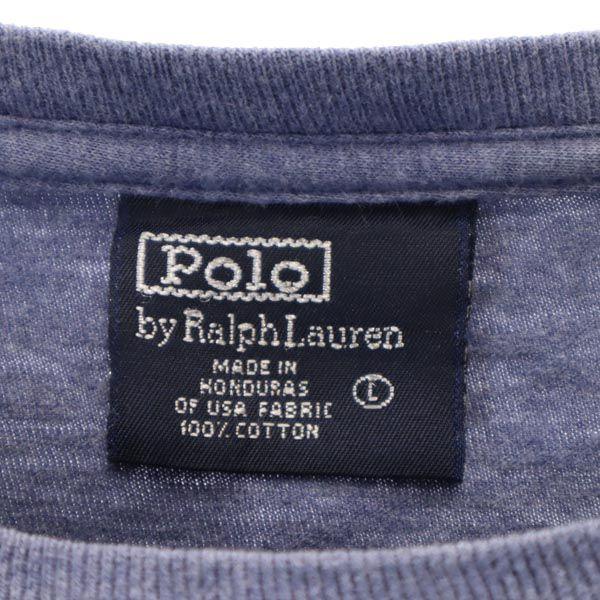 Polo
by Ralph Lauren
MADE IN
HONDURAS
OF USA FABRIC
100% COTTON
L